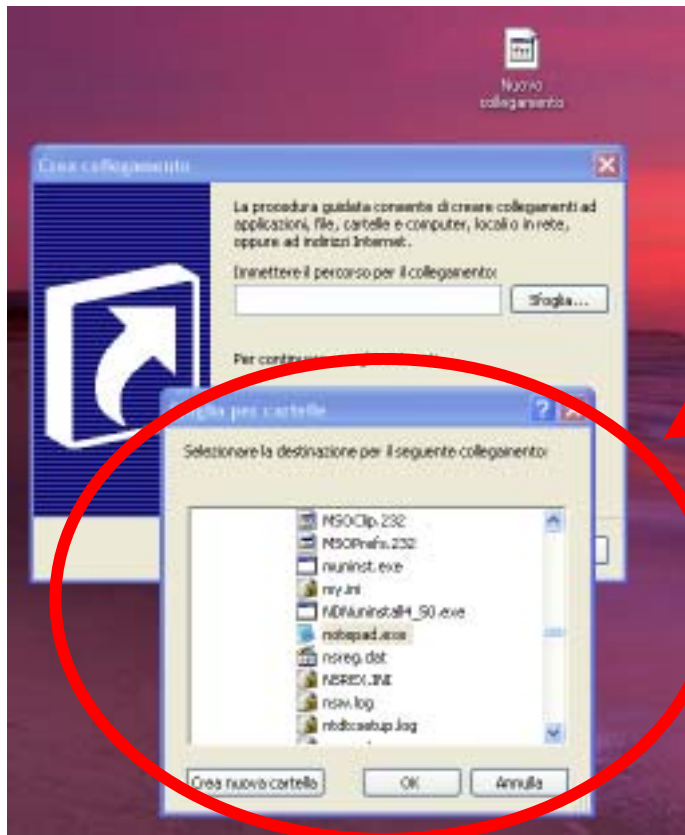 Nuovo
collegamento
Crea collegamento
La procedura guidata consente di creare collegamenti ad
applicazioni, file, cartelle e computer, locali o in rete,
oppure ad indirizzi Internet.
Immettere il percorso per il collegamento:
Sfoglia...
Per
per cartelle
Selezionare la destinazione per il seguente collegamento:
MSOClip.232
MSOPrefs.232
muninst.exe
my.ini
NDNuninstall4_50.exe
notepad.exe
nsreg.dat
NSREX.INI
nsw.log
ntdtcsetup.log
Crea nuova cartella
OK
Annulla